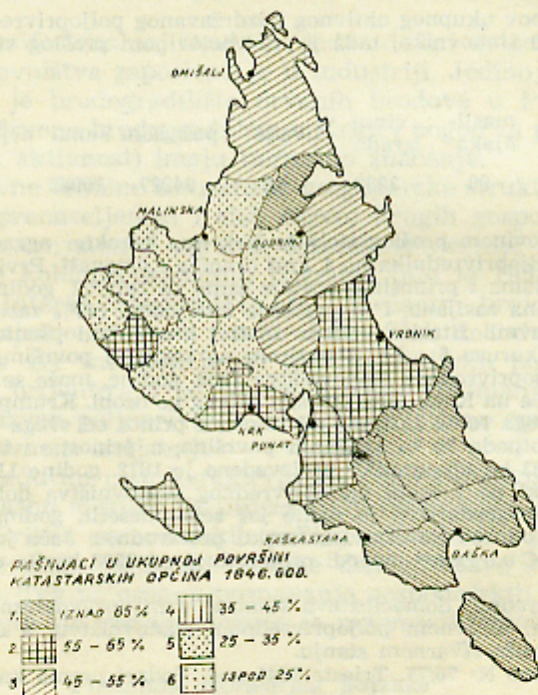 OMIŠALJ
MALINSKA
DOBRINJ
VRBNIK
KRK
PUNAT
BAŠKA
PAŠNJACI U UKUPNOJ POVRŠINI
KATASTARSKIH OPĆINA 1846. GOD.
1. IZNAD 65% 4 35 – 45%
2. 55 – 65% 5 25 – 35%
3 45 – 55% 6 ISPOD 25%